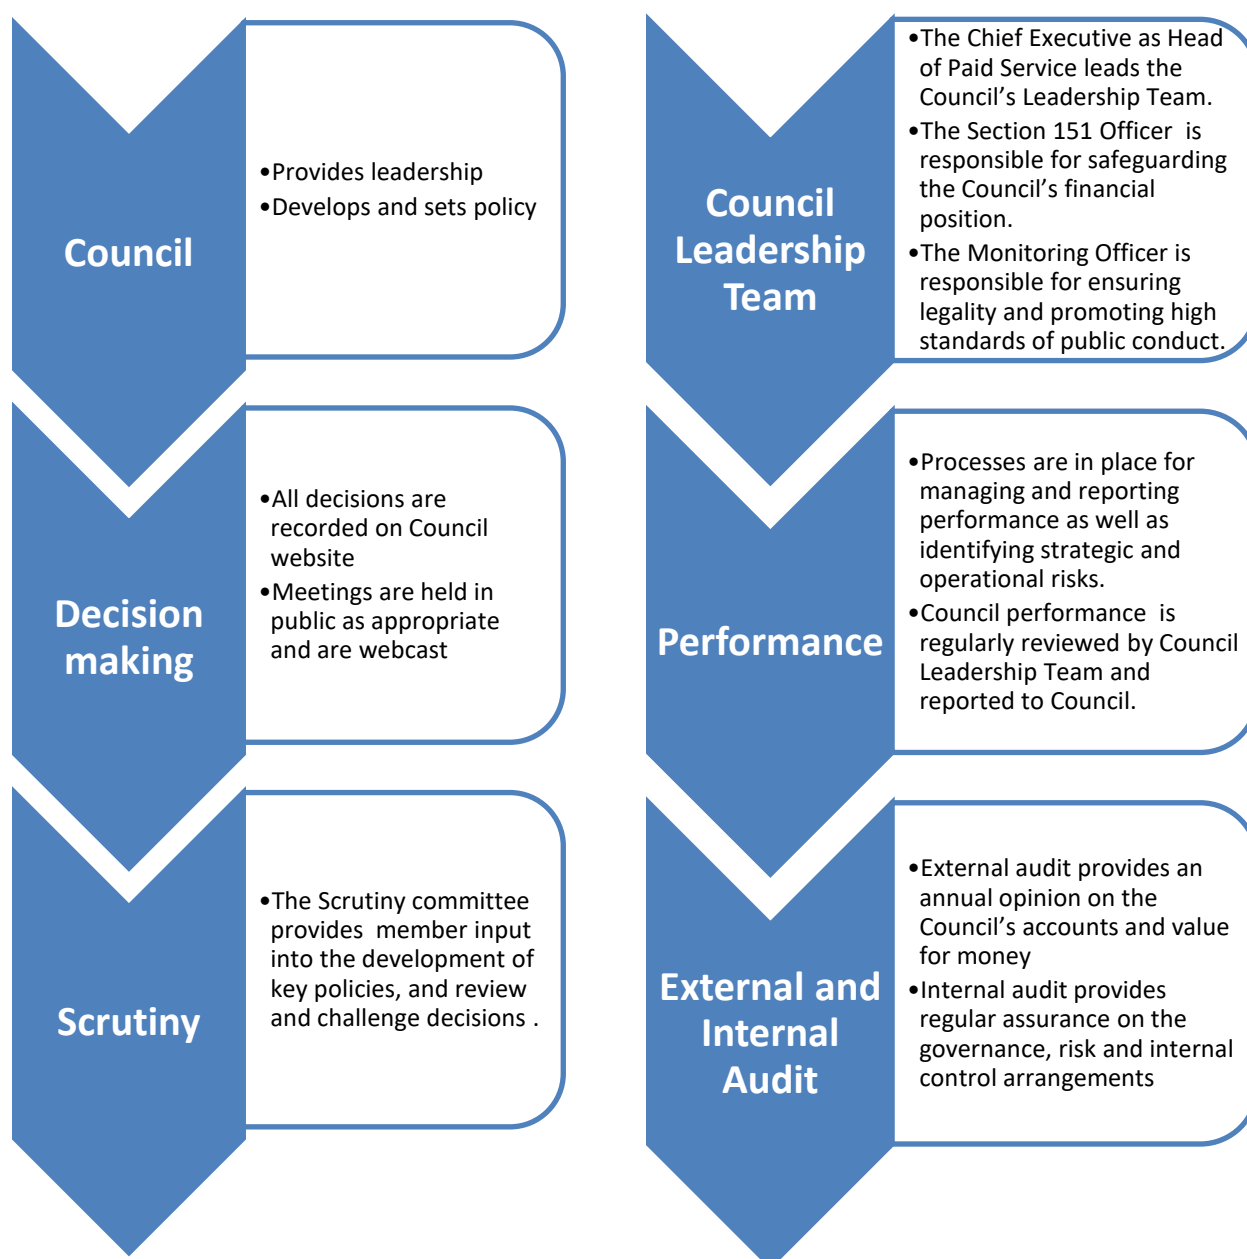 Council
•Provides leadership
•Develops and sets policy
Decision
making
•All decisions are
recorded on Council
website
•Meetings are held in
public as appropriate
and are webcast
Scrutiny
•The Scrutiny committee
provides  member input
into the development of
key policies, and review
and challenge decisions .
Council
Leadership
Team
•The Chief Executive as Head
of Paid Service leads the
Council’s Leadership Team.
•The Section 151 Officer  is
responsible for safeguarding
the Council’s financial
position.
•The Monitoring Officer is
responsible for ensuring
legality and promoting high
standards of public conduct.
Performance
•Processes are in place for
managing and reporting
performance as well as
identifying strategic and
operational risks.
•Council performance  is
regularly reviewed by Council
Leadership Team and
reported to Council.
External and
Internal
Audit
•External audit provides an
annual opinion on the
Council’s accounts and value
for money
•Internal audit provides
regular assurance on the
governance, risk and internal
control arrangements